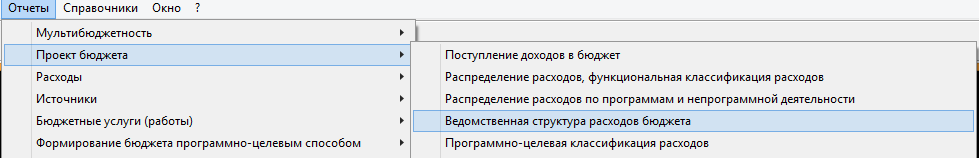 Отчеты Справочники Окно ?
Мультибюджетность
Проект бюджета
Расходы
Источники
Бюджетные услуги (работы)
Формирование бюджета программно-целевым способом
Поступление доходов в бюджет
Распределение расходов, функциональная классификация расходов
Распределение расходов по программам и непрограммной деятельности
Ведомственная структура расходов бюджета
Программно-целевая классификация расходов